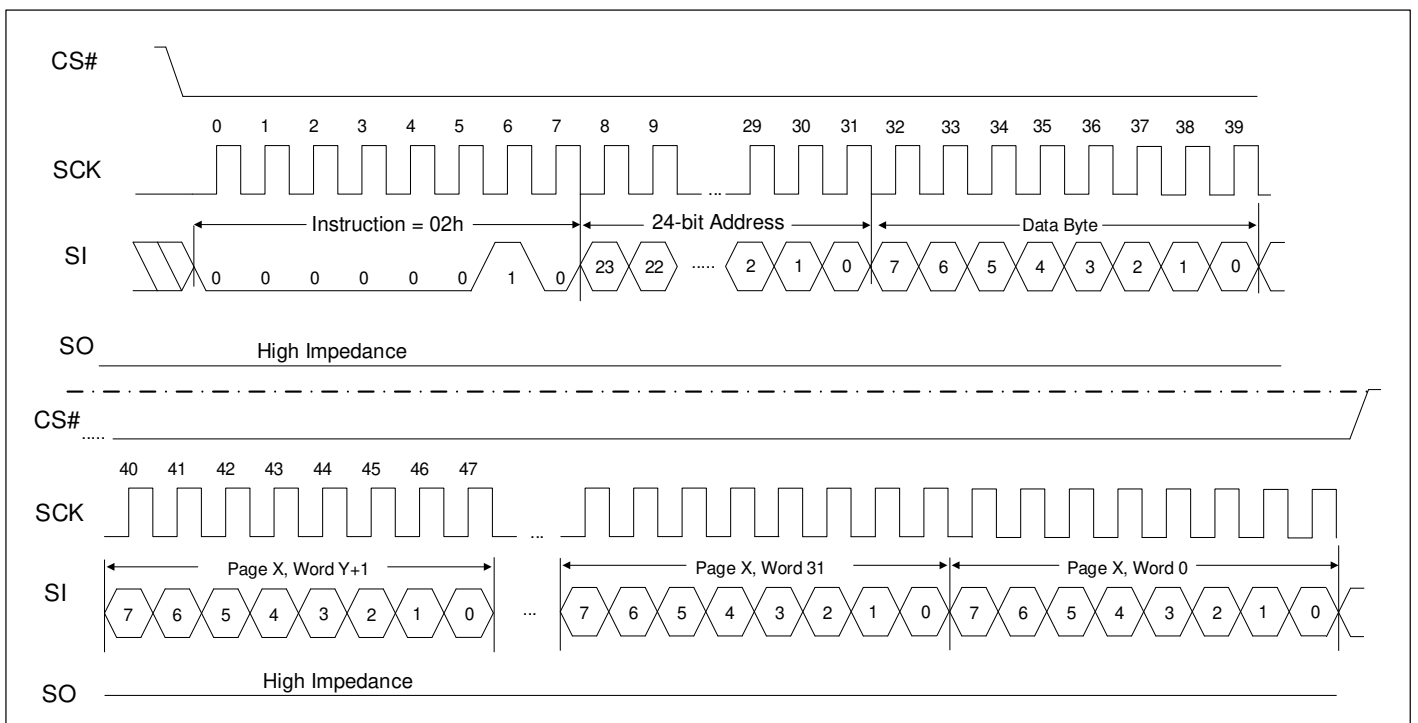 CS#
0 1 2 3 4 5 6 7 8 9 29 30 31 32 33 34 35 36 37 38 39
SCK
...
Instruction = 02h 24-bit Address Data Byte
SI
0 0 0 0 0 0 1 0 23 22 ..... 2 1 0 7 6 5 4 3 2 1 0
SO
High Impedance
CS#
.....
40 41 42 43 44 45 46 47
SCK
...
Page X, Word Y+1 Page X, Word 31 Page X, Word 0
SI
7 6 5 4 3 2 1 0 ... 7 6 5 4 3 2 1 0 7 6 5 4 3 2 1 0
High Impedance
SO